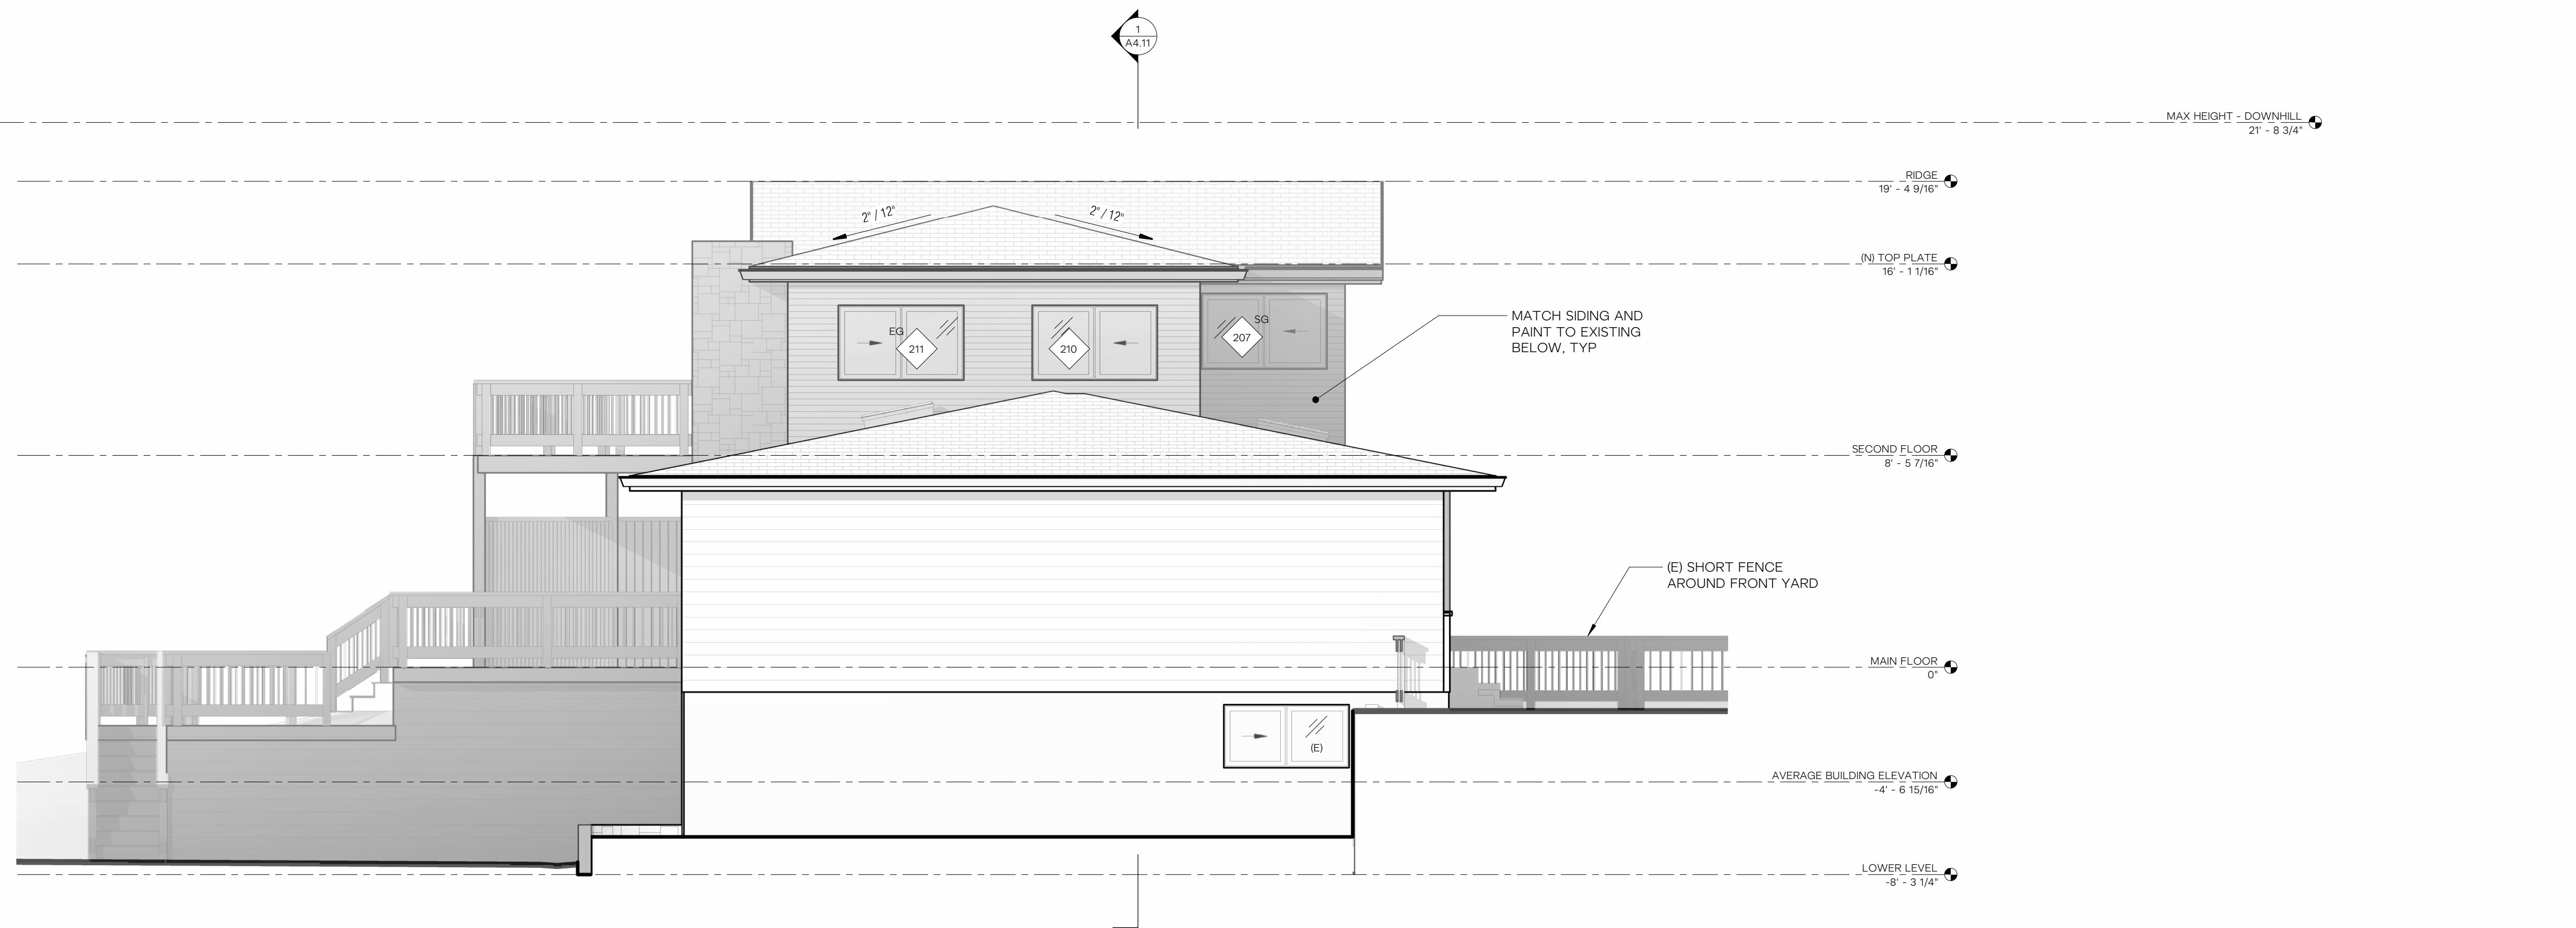 1
A4.11
MAX HEIGHT - DOWNHILL
21' - 8 3/4"
RIDGE
19' - 4 9/16"
2" / 12"
2" / 12"
(N) TOP PLATE
16' - 1 1/16"
MATCH SIDING AND
PAINT TO EXISTING
BELOW, TYP
EG
211
210
SG
207
SECOND FLOOR
8' - 5 7/16"
(E) SHORT FENCE
AROUND FRONT YARD
MAIN FLOOR
0"
(E)
AVERAGE BUILDING ELEVATION
-4' - 6 15/16"
LOWER LEVEL
-8' - 3 1/4"